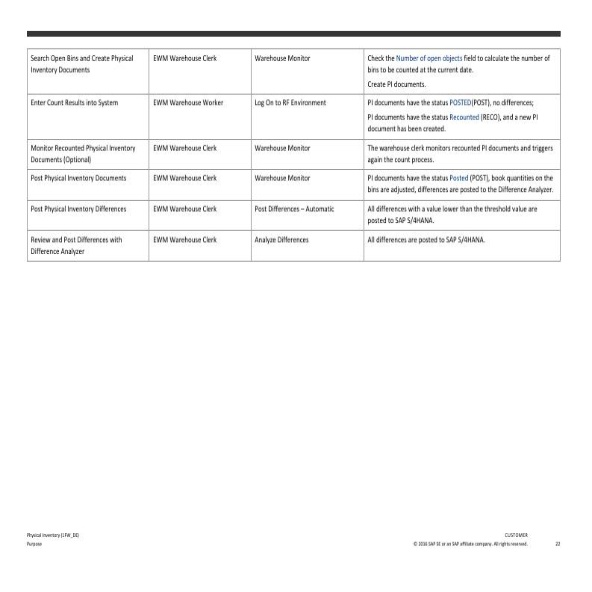 Search Open Bins and Create Physical
Inventory Documents
EWM Warehouse Clerk
Warehouse Monitor
Check the Number of open objects field to calculate the number of
bins to be counted at the current date.
Create PI documents.
Enter Count Results into System
EWM Warehouse Worker
Log On to RF Environment
PI documents have the status POSTED(POST), no differences;
PI documents have the status Recounted (RECO), and a new PI
document has been created.
Monitor Recounted Physical Inventory
Documents (Optional)
EWM Warehouse Clerk
Warehouse Monitor
The warehouse clerk monitors recounted PI documents and triggers
again the count process.
Post Physical Inventory Documents
EWM Warehouse Clerk
Warehouse Monitor
PI documents have the status Posted (POST), book quantities on the
bins are adjusted, differences are posted to the Difference Analyzer.
Post Physical Inventory Differences
EWM Warehouse Clerk
Post Differences – Automatic
All differences with a value lower than the threshold value are
posted to SAP S/4HANA.
Review and Post Differences with
Difference Analyzer
EWM Warehouse Clerk
Analyze Differences
All differences are posted to SAP S/4HANA.
Physical Inventory (1FW_DE)
Purpose
CUSTOMER
© 2016 SAP SE or an SAP affiliate company. All rights reserved.
22